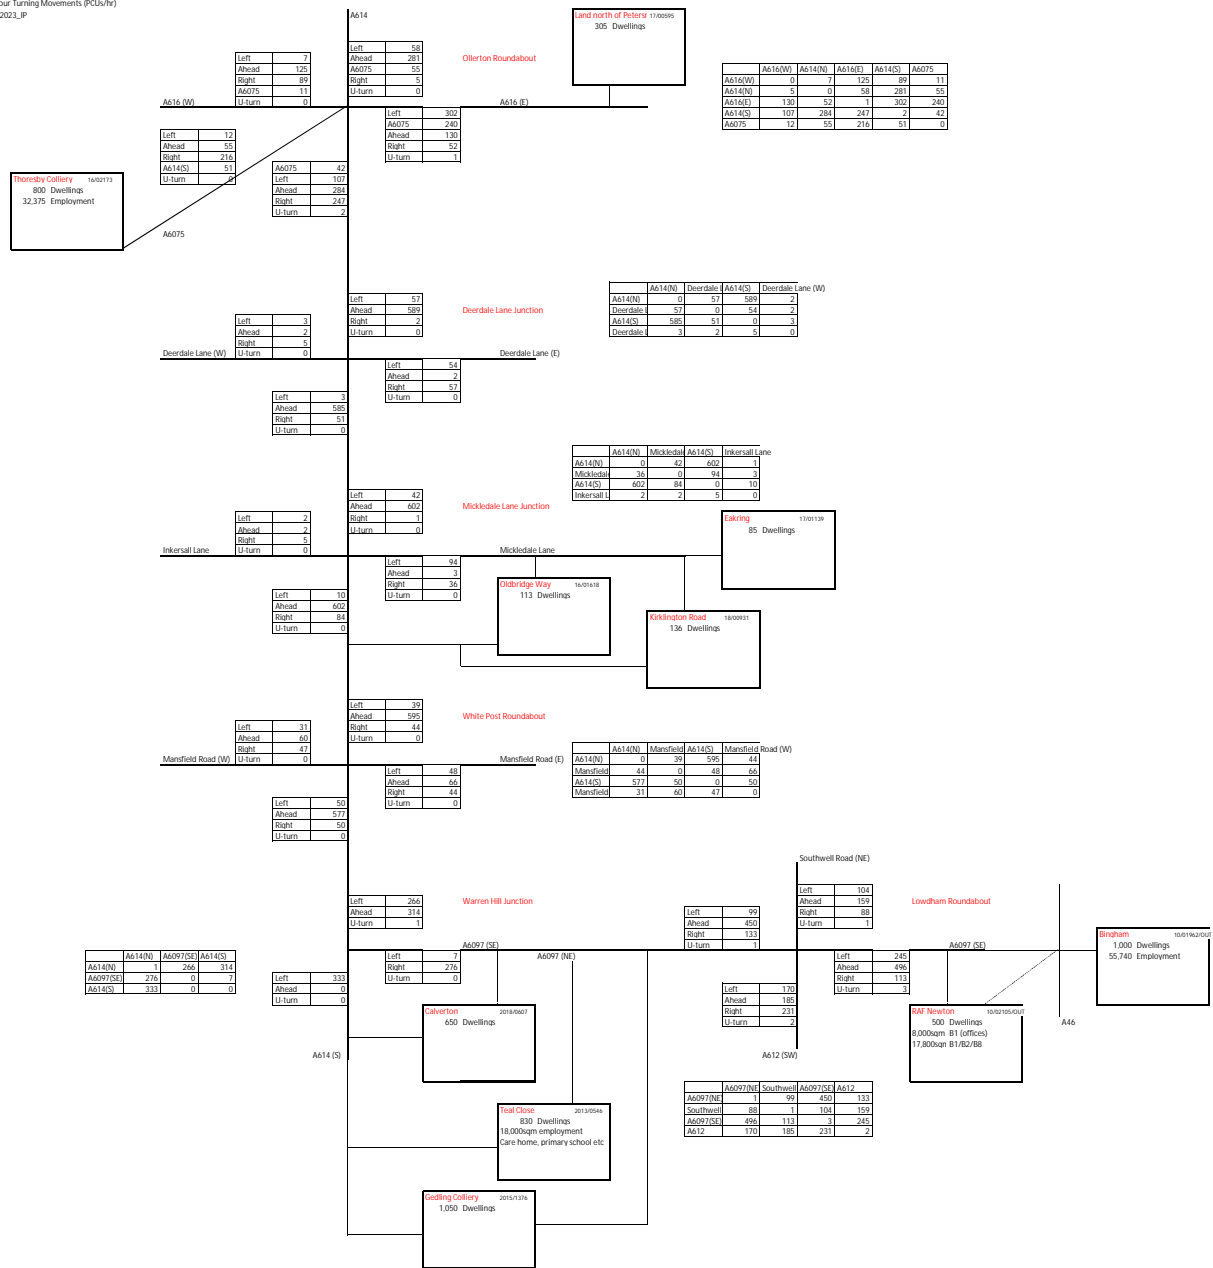 our Turning Movements (PCUs/hr)
2023_IP
A614
Land north of Petersr 17/00595
305 Dwellings
Left 7
Ahead 125
Right 89
A6075 11
U-turn 0
Left 58
Ahead 281
A6075 55
Right 5
U-turn 0
Ollerton Roundabout
A616(W) A614(N) A616(E) A614(S) A6075
A616(W) 0 7 125 89 11
A614(N) 5 0 58 281 55
A616(E) 130 52 1 302 240
A614(S) 107 284 247 2 42
A6075 12 55 216 51 0
A616 (W)
A616 (E)
Left 302
A6075 240
Ahead 130
Right 52
U-turn 1
Left 12
Ahead 55
Right 216
A614(S) 51
U-turn 0
A6075 42
Left 107
Ahead 284
Right 247
U-turn 2
Thoresby Colliery 16/02173
800 Dwellings
32,375 Employment
A6075
Left 57
Ahead 589
Right 2
U-turn 0
Deerdale Lane Junction
A614(N) Deerdale L A614(S) Deerdale Lane (W)
A614(N) 0 57 589 2
Deerdale L 57 0 54 2
A614(S) 585 51 0 3
Deerdale L 3 2 5 0
Left 3
Ahead 2
Right 5
U-turn 0
Deerdale Lane (W)
Deerdale Lane (E)
Left 54
Ahead 2
Right 57
U-turn 0
Left 3
Ahead 585
Right 51
U-turn 0
A614(N) Mickledale A614(S) Inkersall Lane
A614(N) 0 42 602 1
Mickledale 36 0 94 3
A614(S) 602 84 0 10
Inkersall L 2 2 5 0
Left 42
Ahead 602
Right 1
U-turn 0
Mickledale Lane Junction
Left 2
Ahead 2
Right 5
U-turn 0
Eakring 17/01139
85 Dwellings
Inkersall Lane
Mickledale Lane
Left 94
Ahead 3
Right 36
U-turn 0
Oldbridge Way 16/01618
113 Dwellings
Left 10
Ahead 602
Right 84
U-turn 0
Kirklington Road 18/00931
136 Dwellings
Left 39
Ahead 595
Right 44
U-turn 0
White Post Roundabout
Left 31
Ahead 60
Right 47
U-turn 0
Mansfield Road (W)
Mansfield Road (E)
A614(N) Mansfield A614(S) Mansfield Road (W)
A614(N) 0 39 595 44
Mansfield 44 0 48 66
A614(S) 577 50 0 50
Mansfield 31 60 47 0
Left 48
Ahead 66
Right 44
U-turn 0
Left 50
Ahead 577
Right 50
U-turn 0
Southwell Road (NE)
Left 266
Ahead 314
U-turn 1
Warren Hill Junction
Left 99
Ahead 450
Right 133
U-turn 1
Left 104
Ahead 159
Right 88
U-turn 1
Lowdham Roundabout
A6097 (SE)
A6097 (NE)
A6097 (SE)
Bingham 10/01962/OUT
1,000 Dwellings
55,740 Employment
A614(N) A6097(SE) A614(S)
A614(N) 1 266 314
A6097(SE) 276 0 7
A614(S) 333 0 0
Left 7
Right 276
U-turn 0
Left 333
Ahead 0
U-turn 0
Left 245
Ahead 496
Right 113
U-turn 3
Left 170
Ahead 185
Right 231
U-turn 2
Calverton 2018/0607
650 Dwellings
RAF Newton 10/02105/OUT
500 Dwellings
8,000sqm B1 (offices)
17,800sqm B1/B2/B8
A46
A614 (S)
A612 (SW)
A6097(NE) Southwell A6097(SE) A612
A6097(NE) 1 99 450 133
Southwell 88 1 104 159
A6097(SE) 496 113 3 245
A612 170 185 231 2
Teal Close 2013/0546
830 Dwellings
18,000sqm employment
Care home, primary school etc
Gedling Colliery 2015/1376
1,050 Dwellings